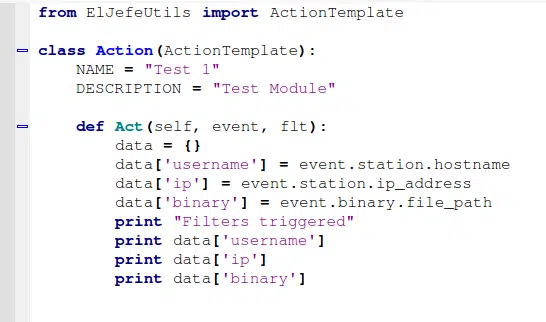 from ElJefeUtils import ActionTemplate
class Action(ActionTemplate):
    NAME = "Test 1"
    DESCRIPTION = "Test Module"
    def Act(self, event, flt):
        data = {}
        data['username'] = event.station.hostname
        data['ip'] = event.station.ip_address
        data['binary'] = event.binary.file_path
        print "Filters triggered"
        print data['username']
        print data['ip']
        print data['binary']